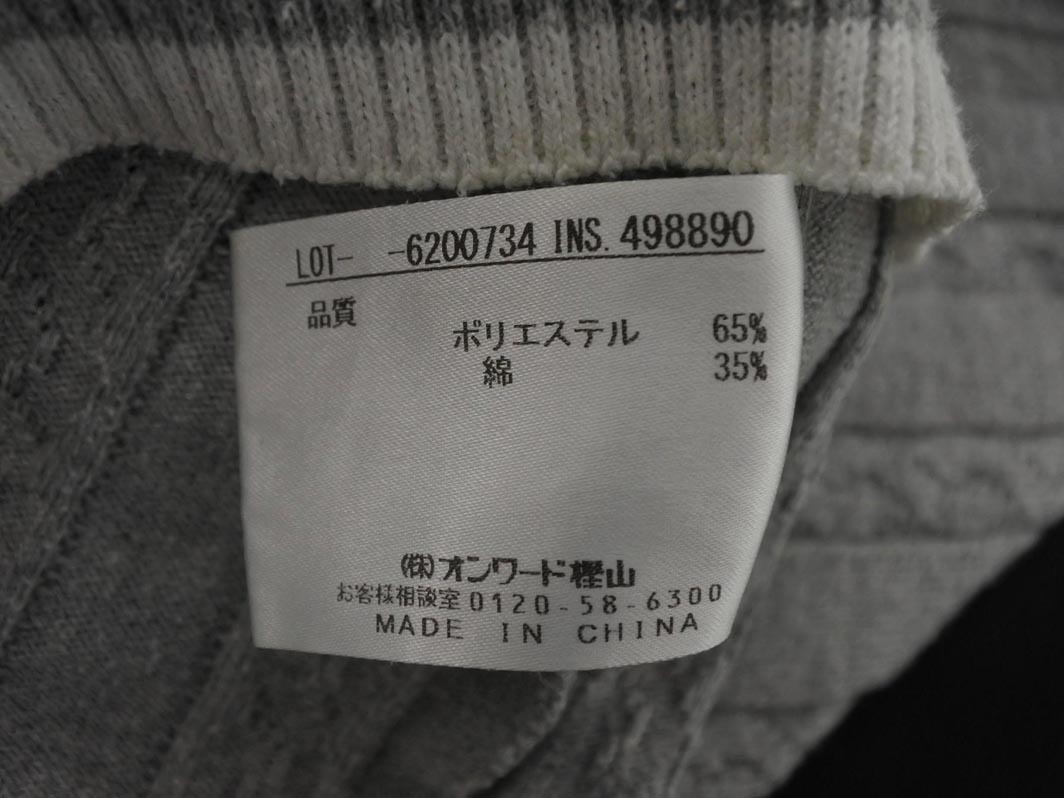 LOT- -6200734 INS. 498890
品質
ポリエステル 65%
綿 35%
(株)オンワード樫山
お客様相談室 0120-58-6300
MADE IN CHINA